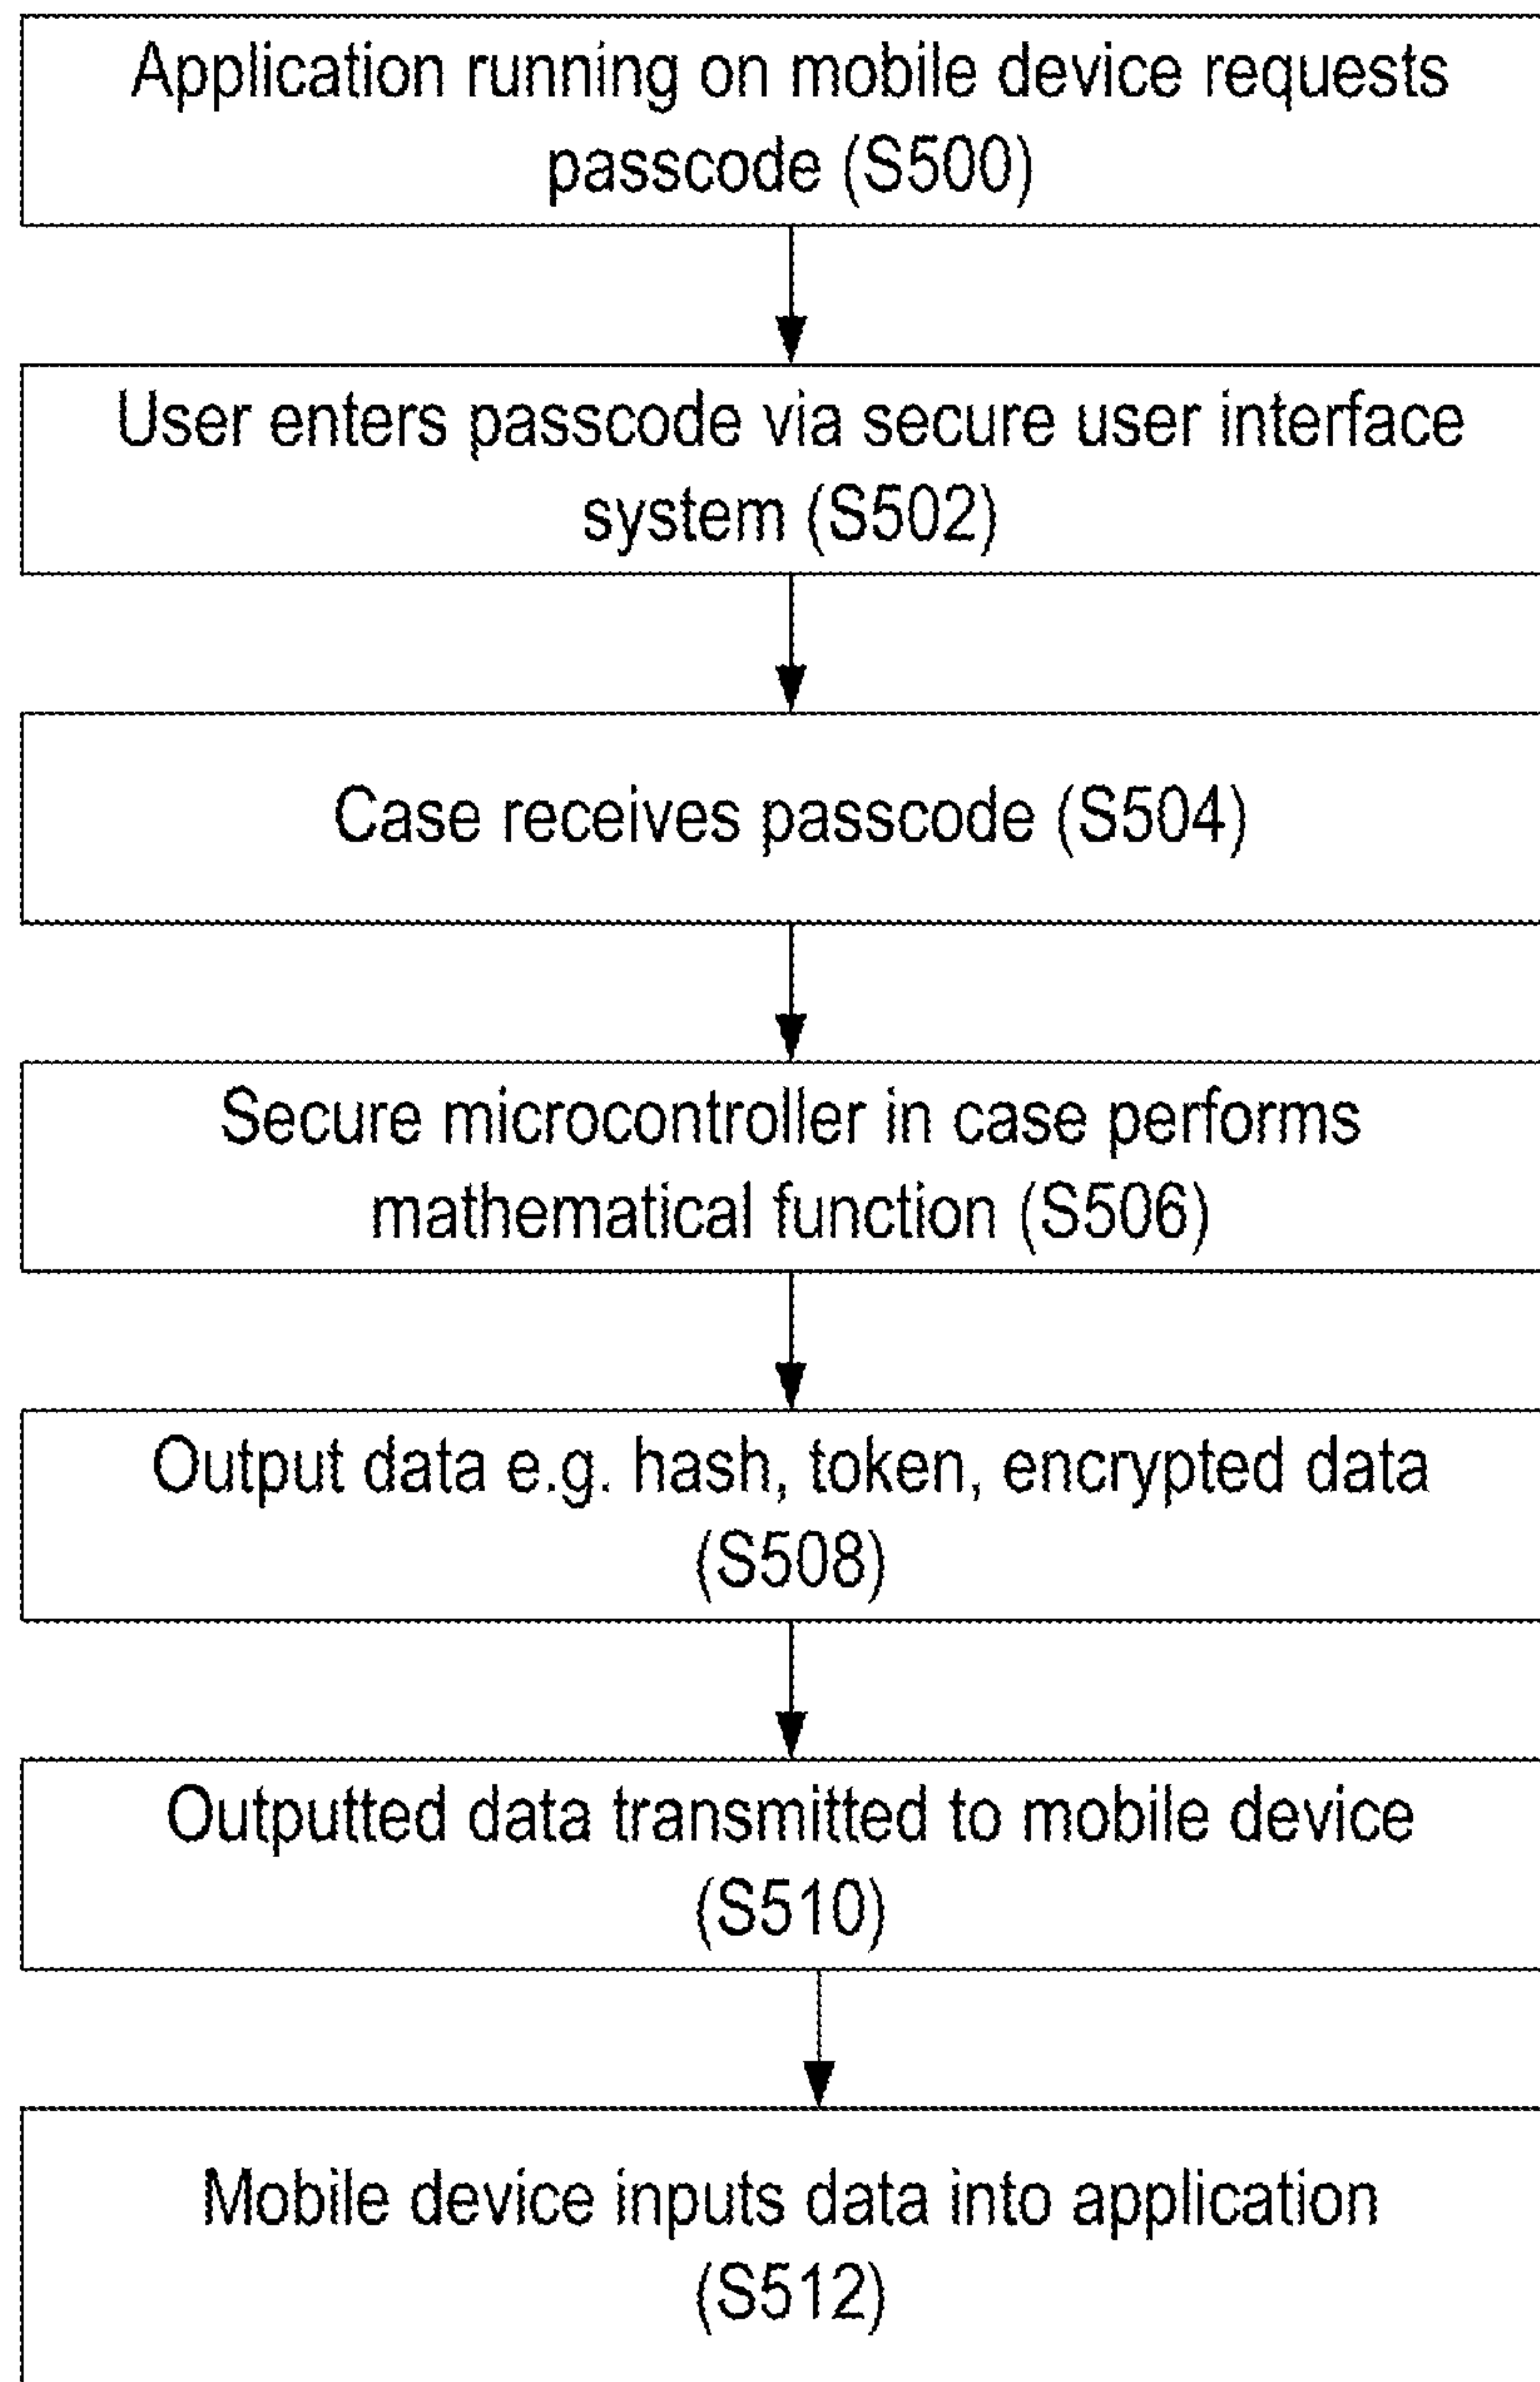 Application running on mobile device requests
passcode (S500)
User enters passcode via secure user interface
system (S502)
Case receives passcode (S504)
Secure microcontroller in case performs
mathematical function (S506)
Output data e.g. hash, token, encrypted data
(S508)
Outputted data transmitted to mobile device
(S510)
Mobile device inputs data into application
(S512)